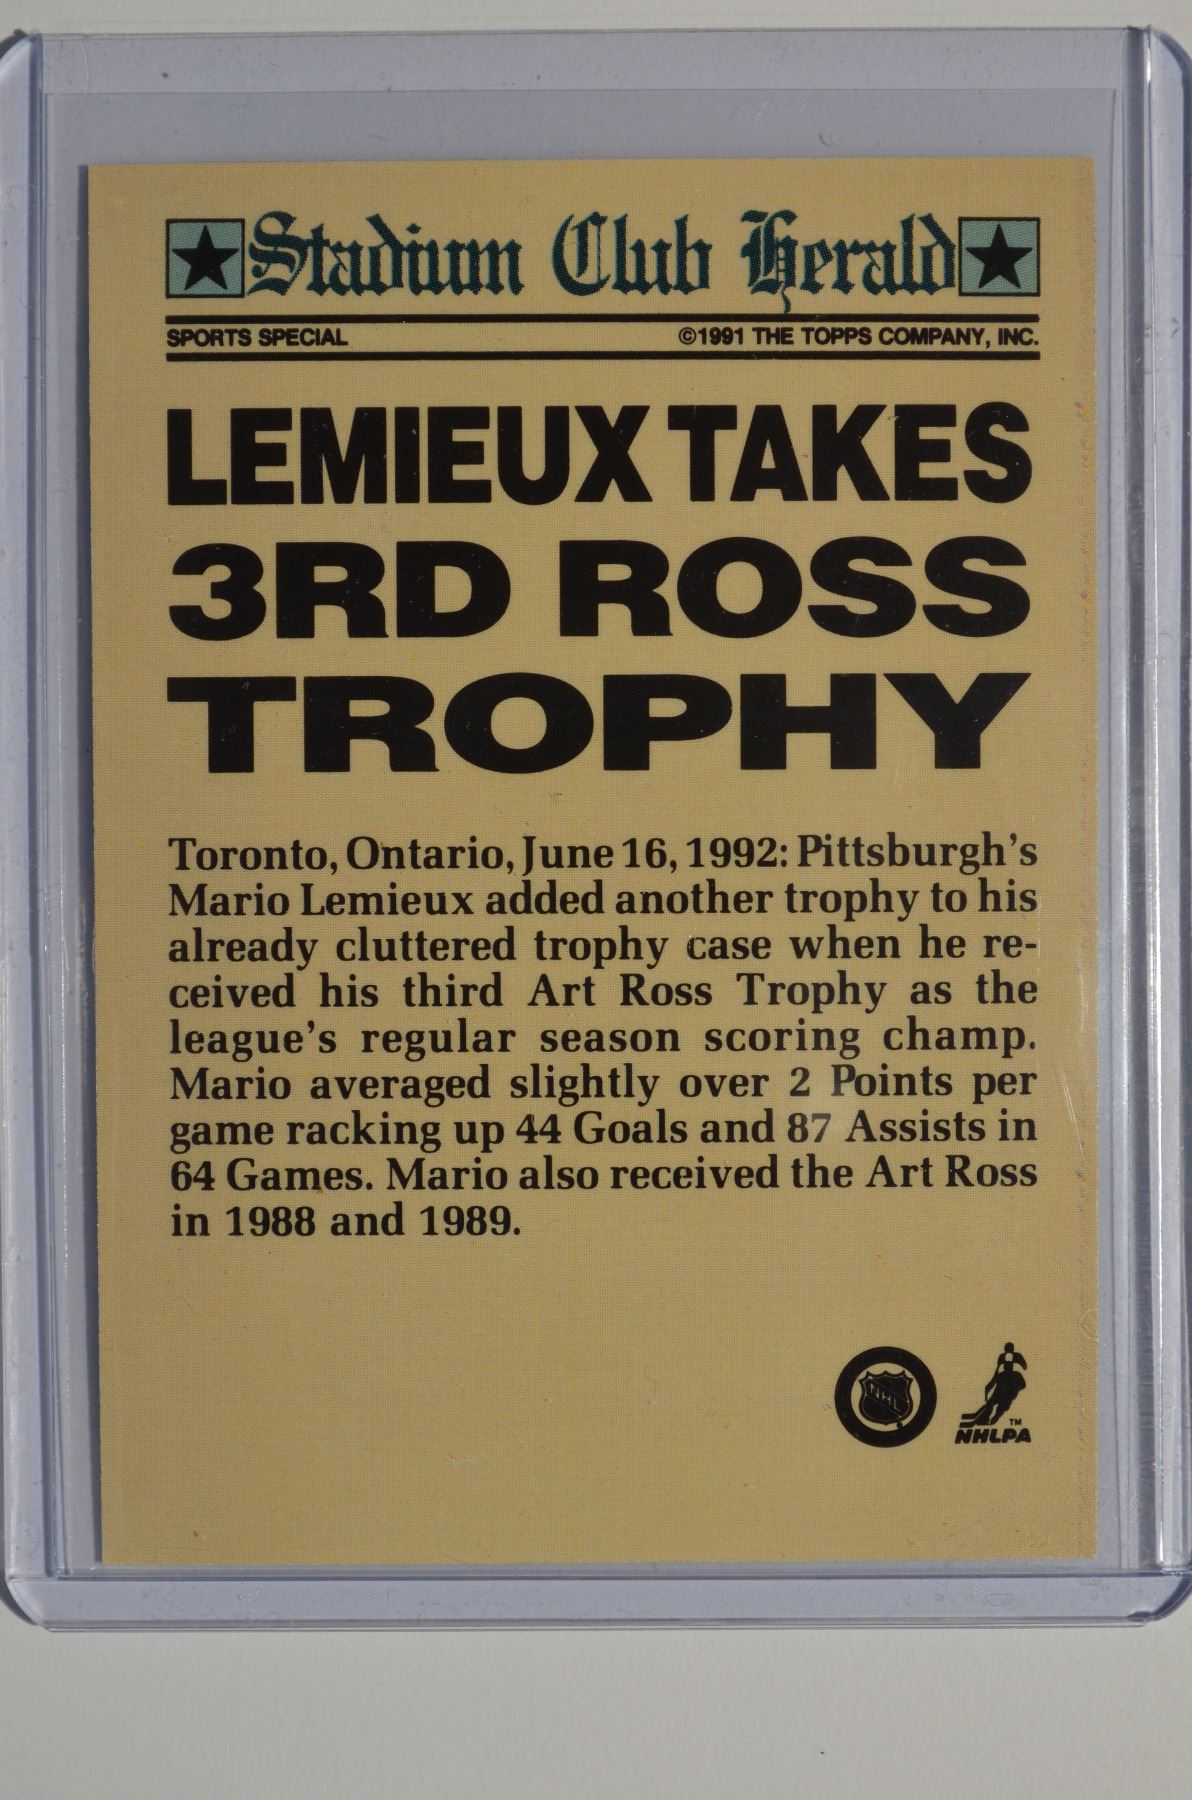 Stadium Club Herald
SPORTS SPECIAL ©1991 THE TOPPS COMPANY, INC.
LEMIEUX TAKES
3RD ROSS
TROPHY
Toronto, Ontario, June 16, 1992: Pittsburgh's
Mario Lemieux added another trophy to his
already cluttered trophy case when he re-
ceived his third Art Ross Trophy as the
league's regular season scoring champ.
Mario averaged slightly over 2 Points per
game racking up 44 Goals and 87 Assists in
64 Games. Mario also received the Art Ross
in 1988 and 1989.
NHL
TM
NHLPA